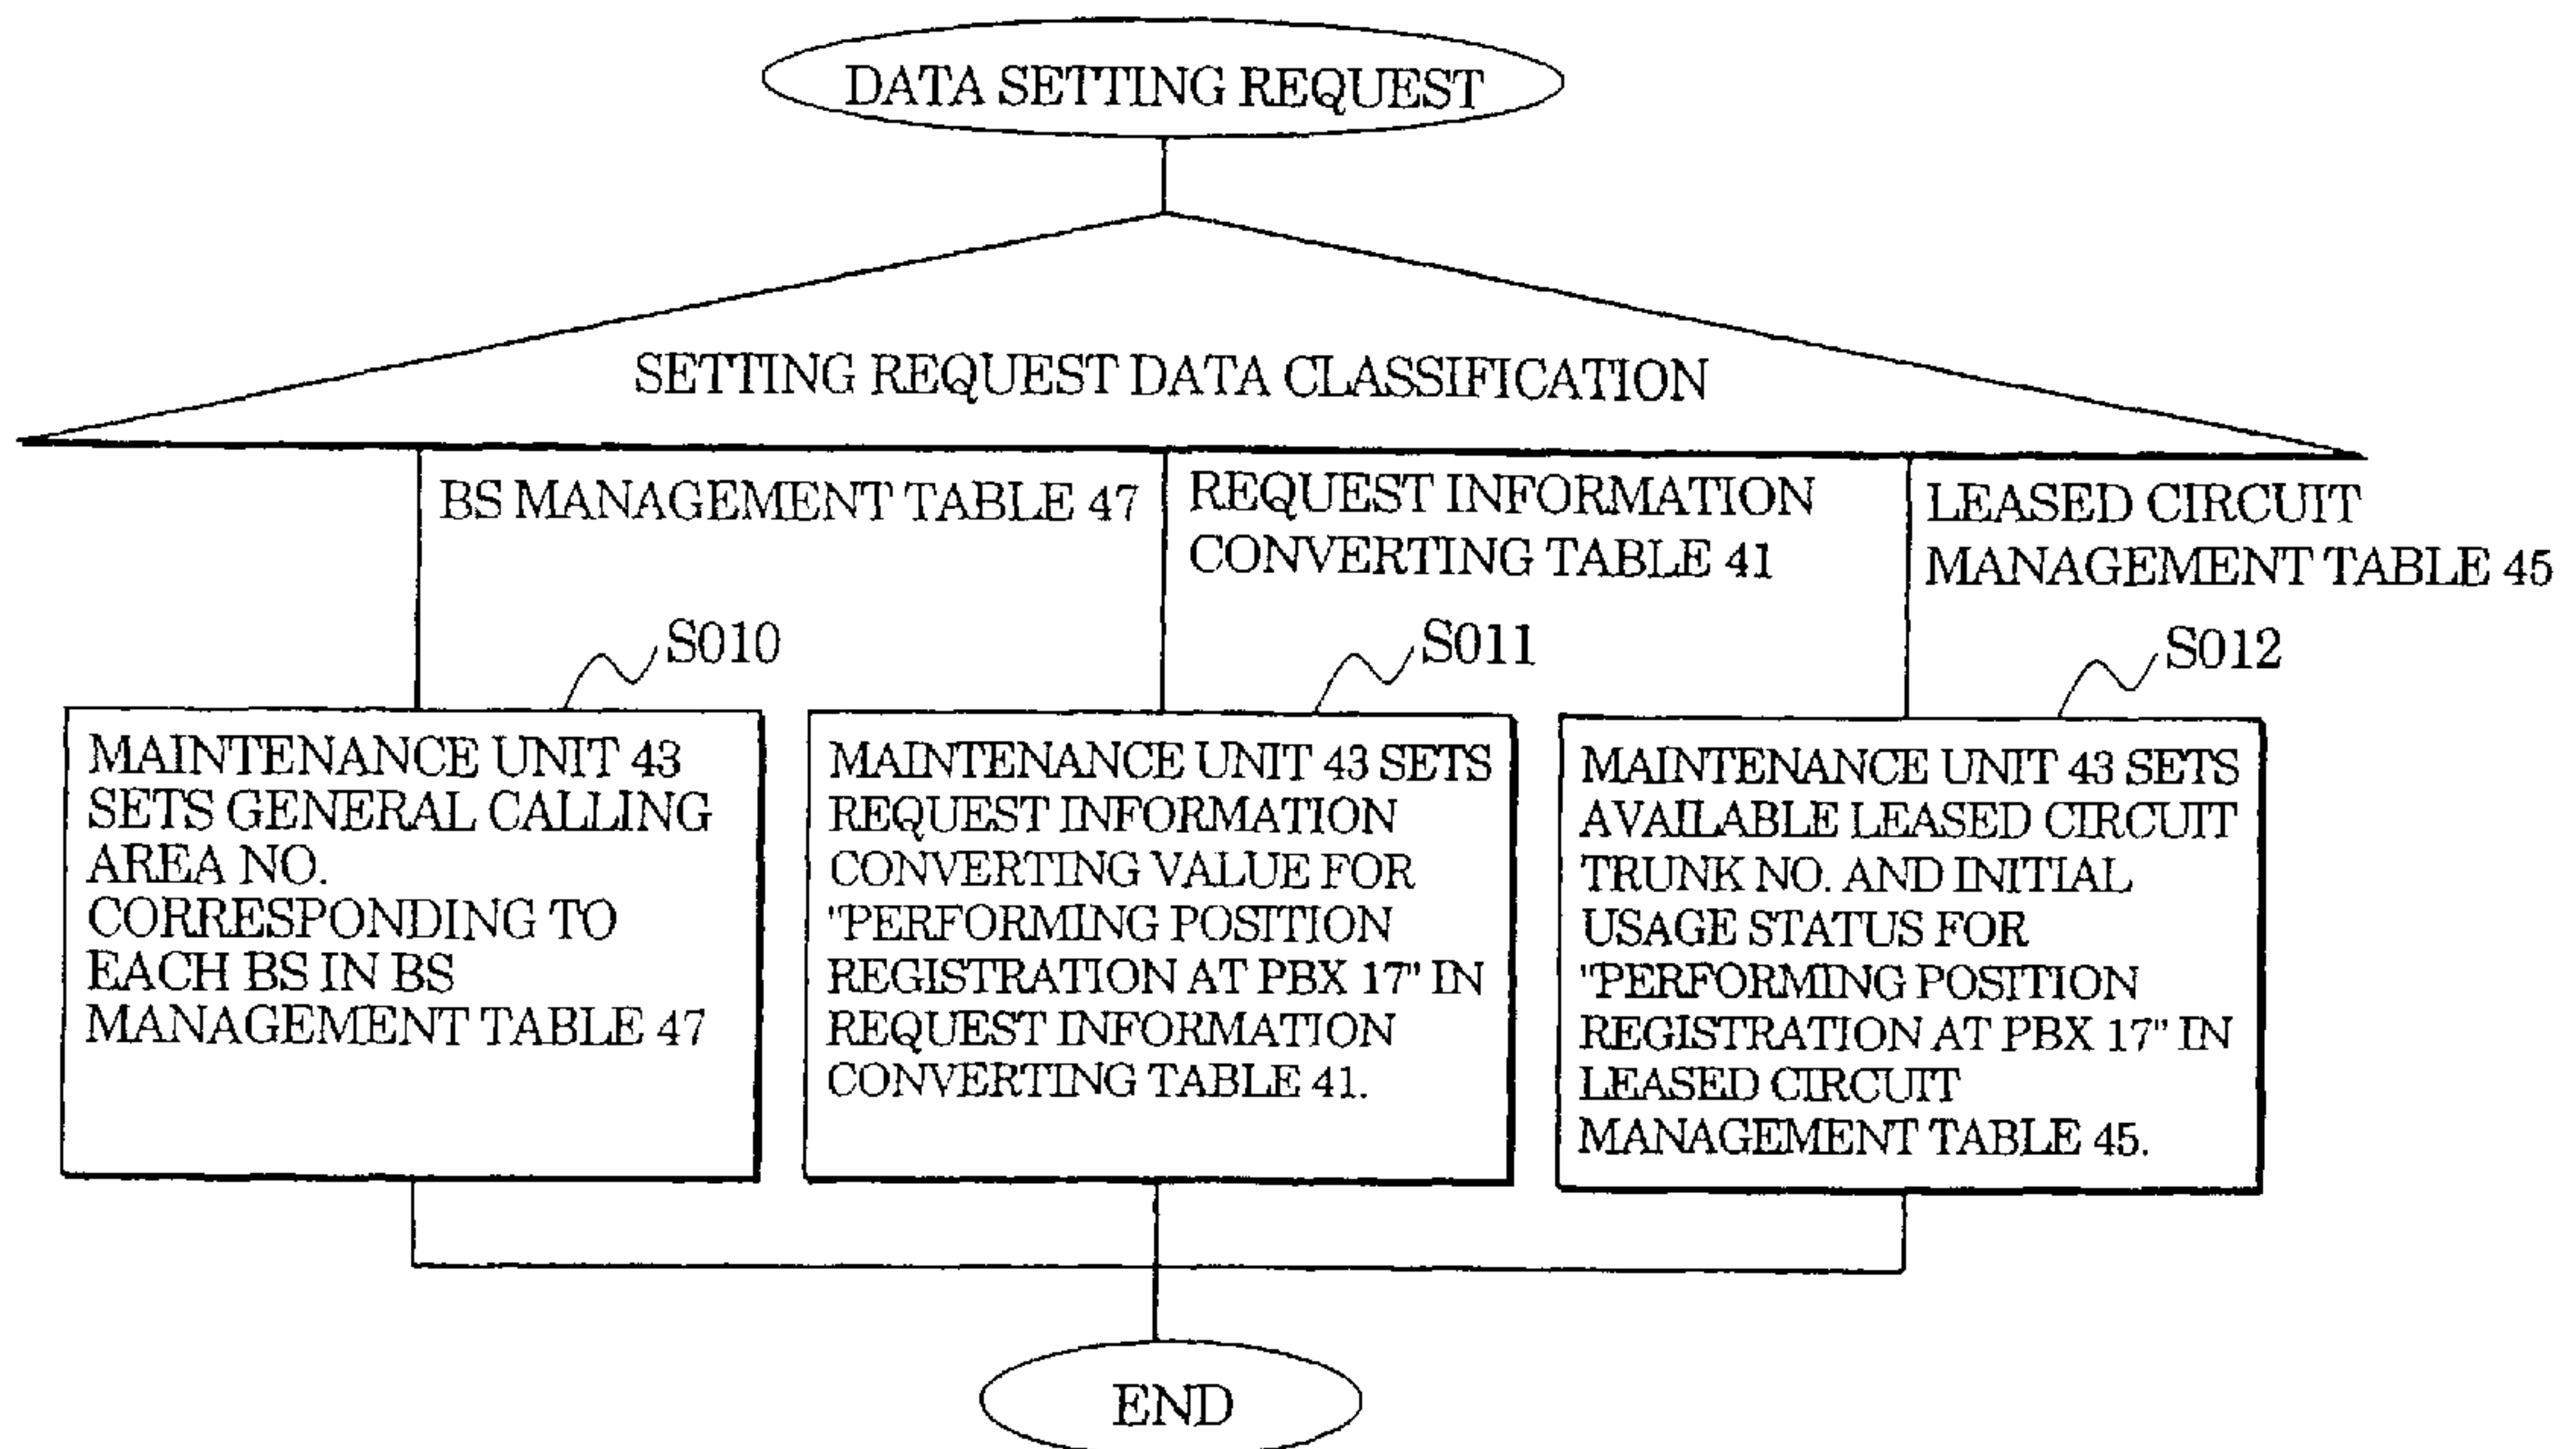 DATA SETTING REQUEST
SETTING REQUEST DATA CLASSIFICATION
BS MANAGEMENT TABLE 47
REQUEST INFORMATION
CONVERTING TABLE 41
LEASED CIRCUIT
MANAGEMENT TABLE 45
S010
S011
S012
MAINTENANCE UNIT 43
SETS GENERAL CALLING
AREA NO.
CORRESPONDING TO
EACH BS IN BS
MANAGEMENT TABLE 47
MAINTENANCE UNIT 43 SETS
REQUEST INFORMATION
CONVERTING VALUE FOR
"PERFORMING POSITION
REGISTRATION AT PBX 17" IN
REQUEST INFORMATION
CONVERTING TABLE 41.
MAINTENANCE UNIT 43 SETS
AVAILABLE LEASED CIRCUIT
TRUNK NO. AND INITIAL
USAGE STATUS FOR
"PERFORMING POSITION
REGISTRATION AT PBX 17" IN
LEASED CIRCUIT
MANAGEMENT TABLE 45.
END